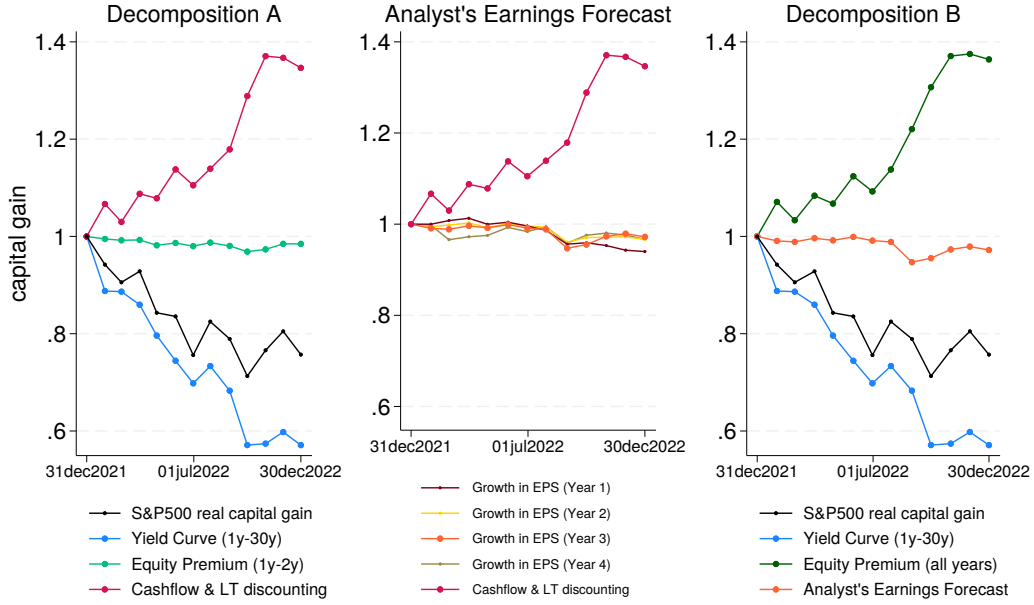 Decomposition A
Analyst's Earnings Forecast
Decomposition B
capital gain
1.4
1.2
1
.8
.6
31dec2021
01jul2022
30dec2022
1.4
1.2
1
.8
.6
31dec2021
01jul2022
30dec2022
1.4
1.2
1
.8
.6
31dec2021
01jul2022
30dec2022
S&P500 real capital gain
Yield Curve (1y-30y)
Equity Premium (1y-2y)
Cashflow & LT discounting
Growth in EPS (Year 1)
Growth in EPS (Year 2)
Growth in EPS (Year 3)
Growth in EPS (Year 4)
Cashflow & LT discounting
S&P500 real capital gain
Yield Curve (1y-30y)
Equity Premium (all years)
Analyst's Earnings Forecast